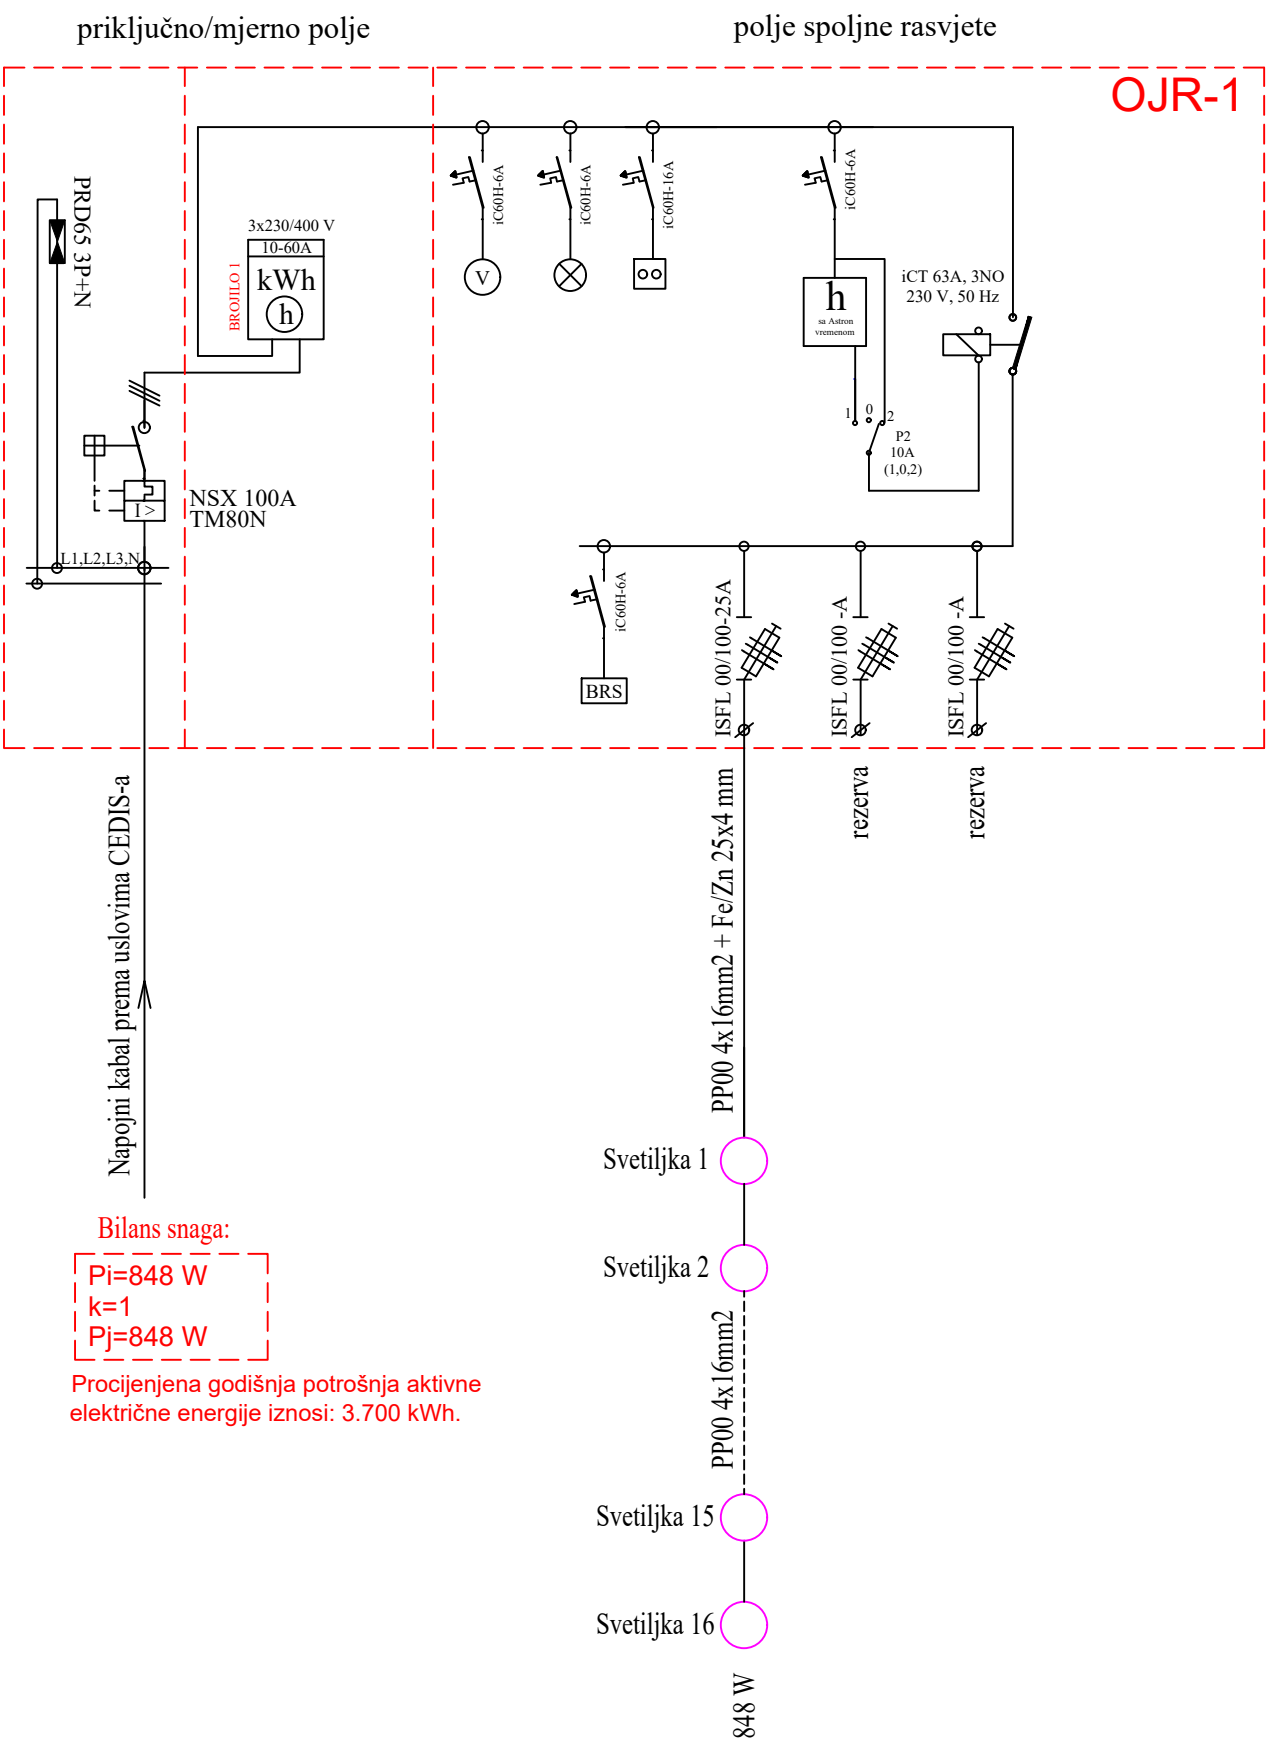 priključno/mjerno polje
polje spoljne rasvjete
OJR-1
PRD65 3P+N
3x230/400 V
10-60A
kWh
h
BROJILO 1
iC60H-6A
iC60H-6A
iC60H-16A
iC60H-6A
V
h
sa Astron
vremenom
iCT 63A, 3NO
230 V, 50 Hz
1
0
2
P2
10A
(1,0,2)
I >
NSX 100A
TM80N
L1,L2,L3,N
iC60H-6A
BRS
ISFL 00/100-25A
ISFL 00/100 -A
ISFL 00/100 -A
rezerva
rezerva
Napojni kabal prema uslovima CEDIS-a
PP00 4x16mm2 + Fe/Zn 25x4 mm
Svetiljka 1
Svetiljka 2
PP00 4x16mm2
Svetiljka 15
Svetiljka 16
848 W
Bilans snaga:
Pi=848 W
k=1
Pj=848 W
Procijenjena godišnja potrošnja aktivne
električne energije iznosi: 3.700 kWh.